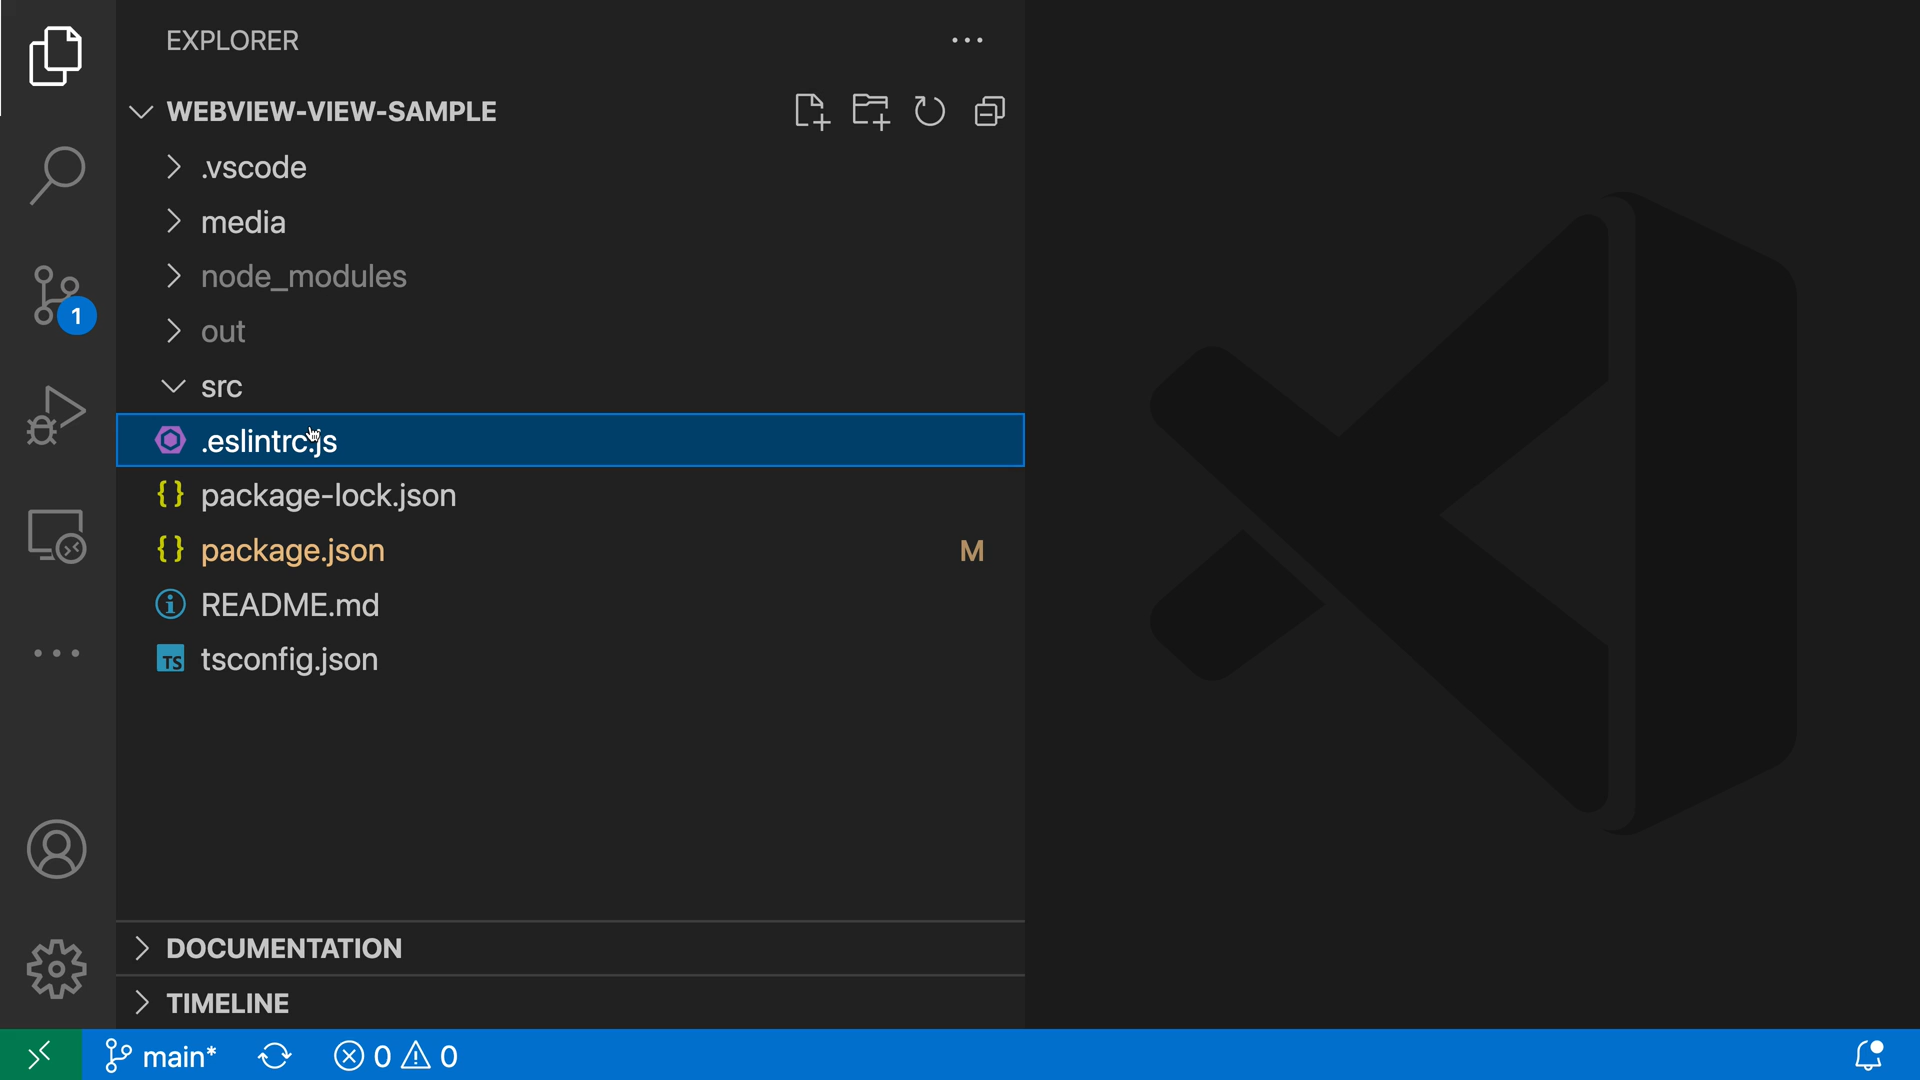 EXPLORER
WEBVIEW-VIEW-SAMPLE
.vscode
media
node_modules
out
src
.eslintrc.js
package-lock.json
package.json M
README.md
tsconfig.json
1
TS
DOCUMENTATION
TIMELINE
main* 0 0